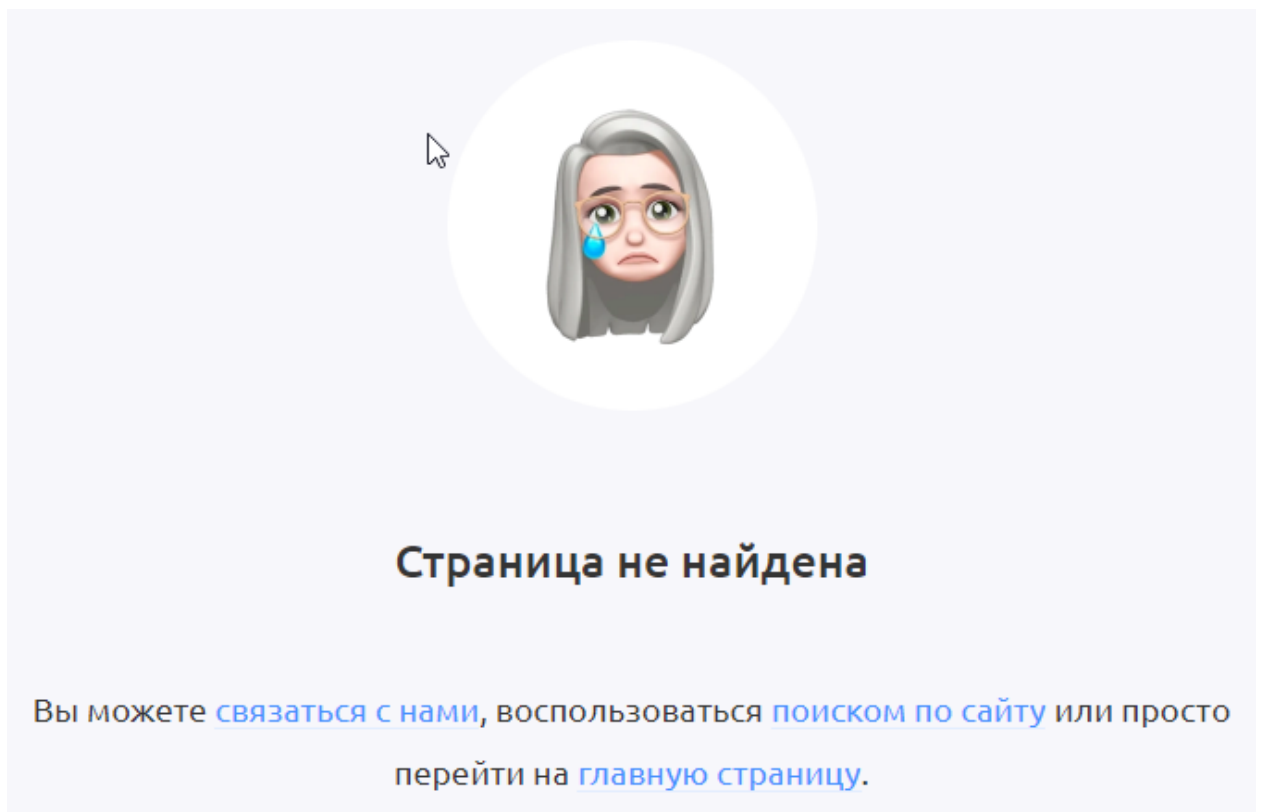 Страница не найдена
Вы можете связаться с нами, воспользоваться поиском по сайту или просто
перейти на главную страницу.